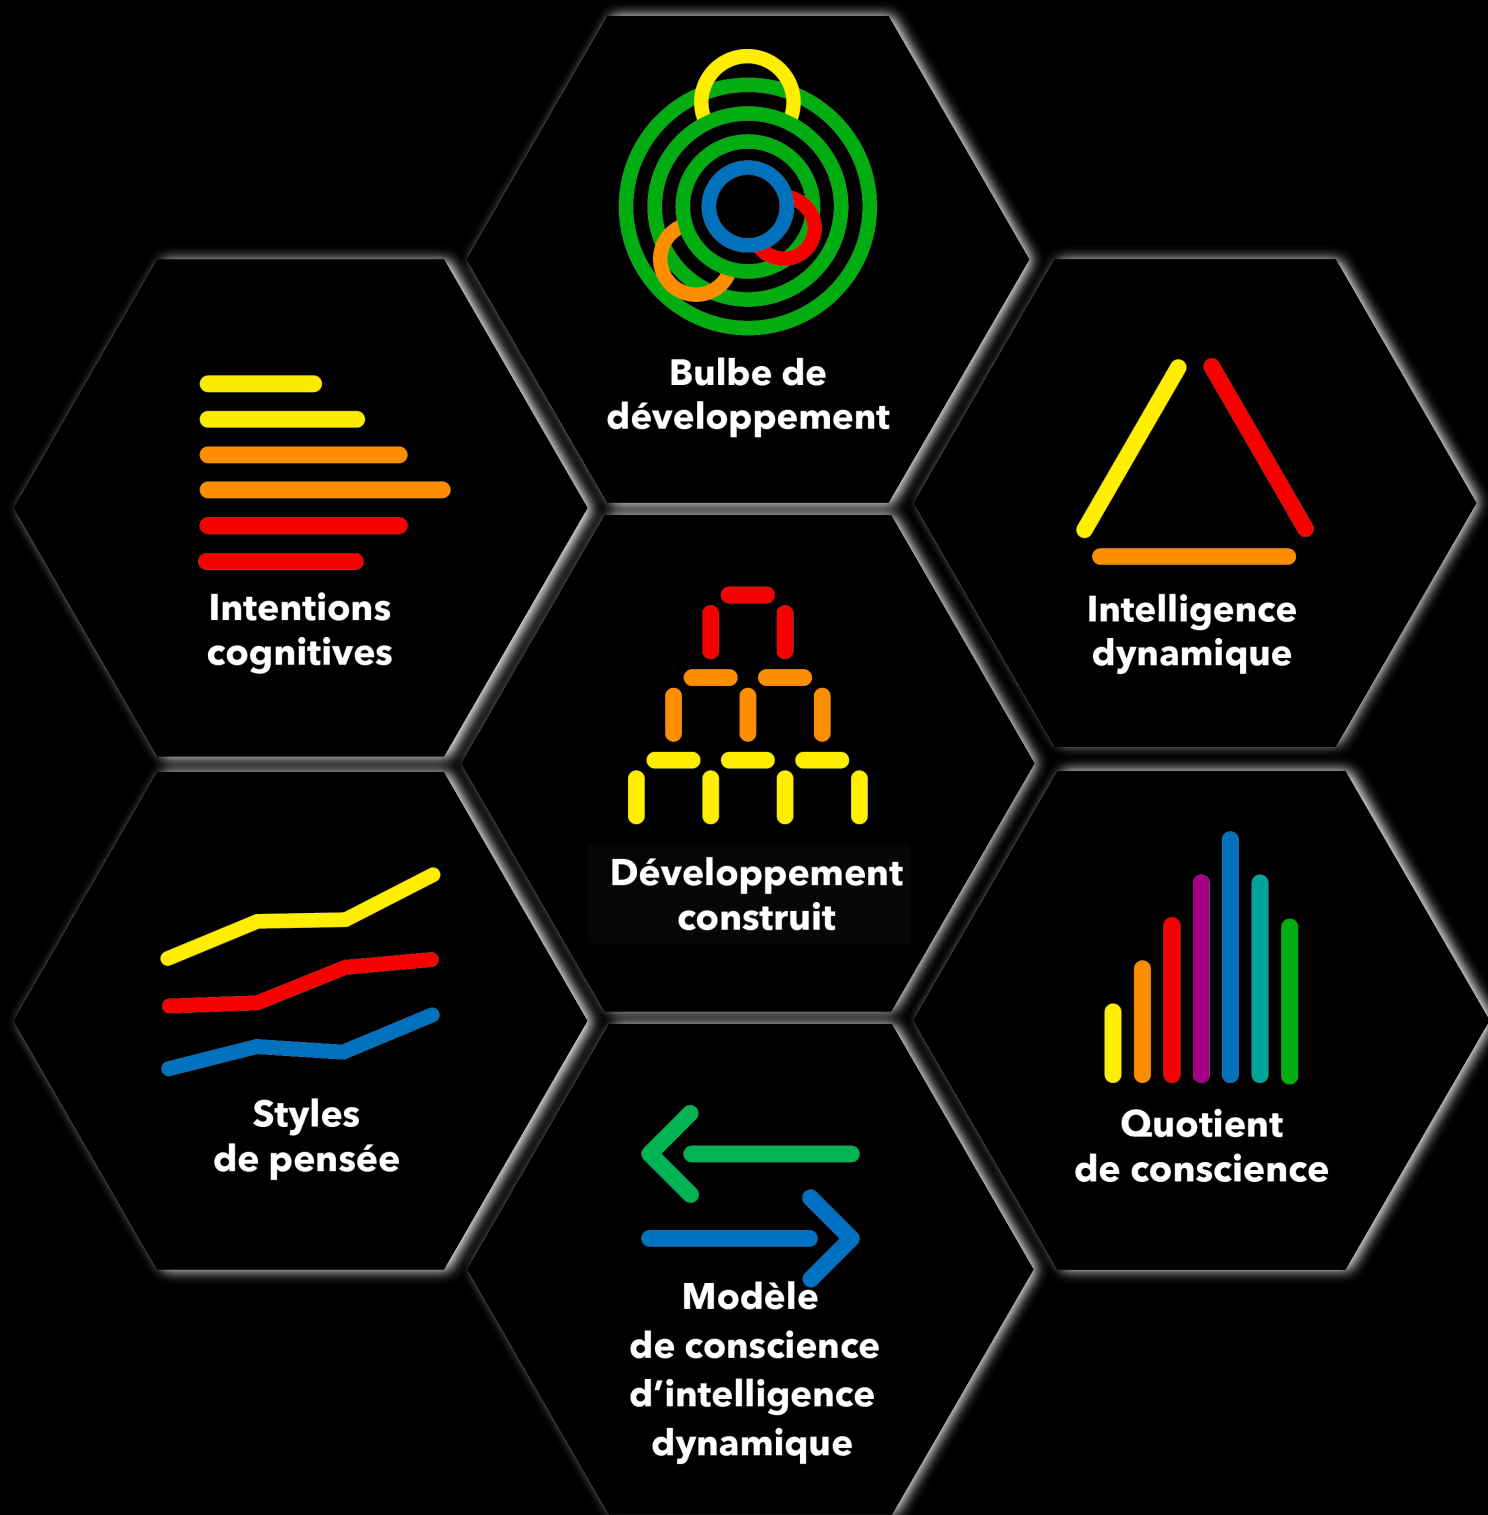 Bulbe de
développement
Intentions
cognitives
Intelligence
dynamique
Développement
construit
Styles
de pensée
Quotient
de conscience
Modèle
de conscience
d’intelligence
dynamique